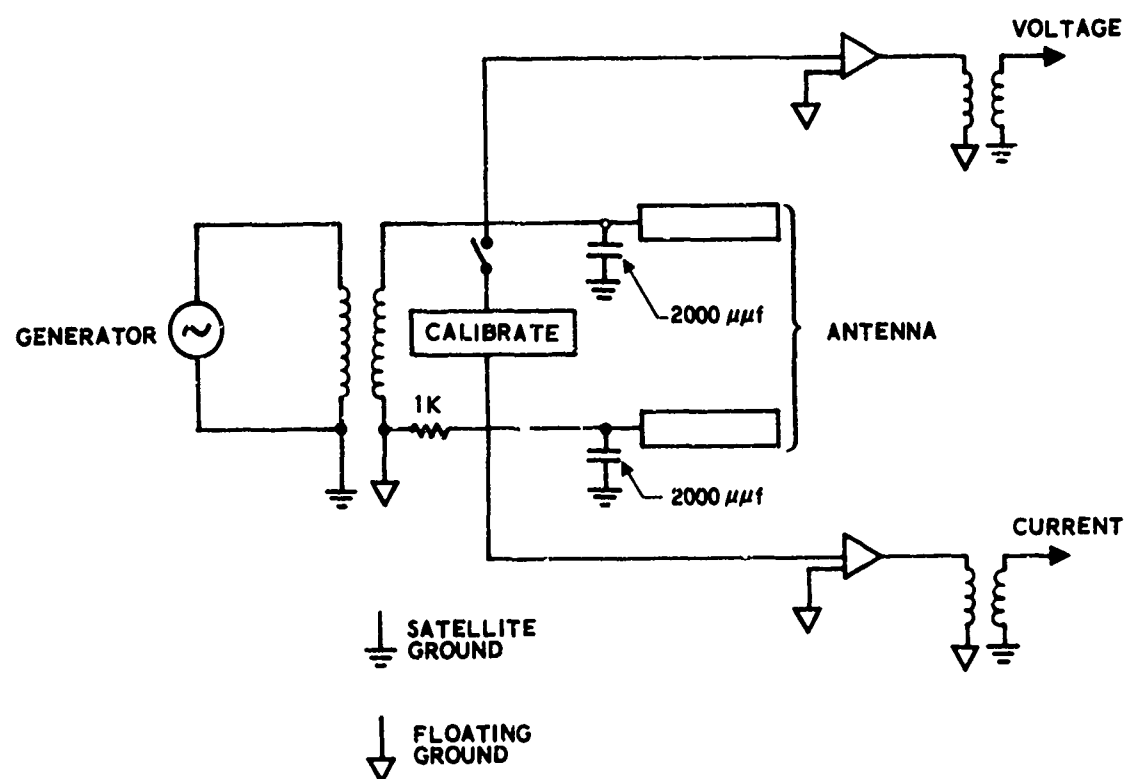 VOLTAGE
2000 μμf
GENERATOR
CALIBRATE
ANTENNA
1K
2000 μμf
CURRENT
SATELLITE
GROUND
FLOATING
GROUND